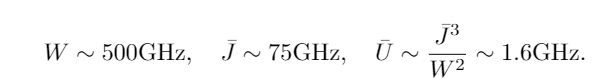 W ∼ 500GHz, J̄ ∼ 75GHz, Ū ∼ J̄³/W² ∼ 1.6GHz.